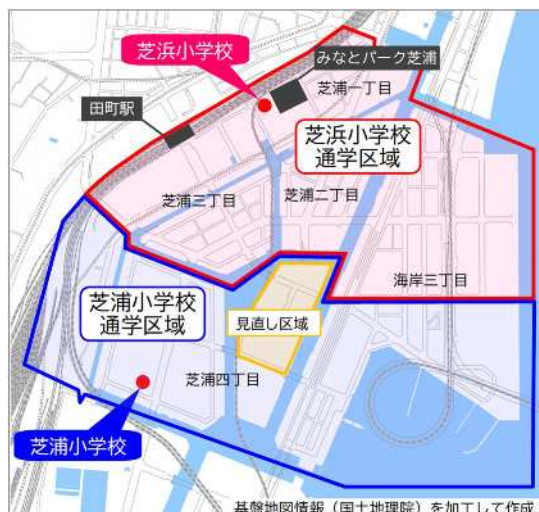 芝浜小学校
みなとパーク芝浦
芝浦一丁目
田町駅
芝浜小学校
通学区域
芝浦三丁目
芝浦二丁目
海岸三丁目
芝浦小学校
通学区域
見直し区域
芝浦四丁目
芝浦小学校
基盤地図情報（国土地理院）を加工して作成